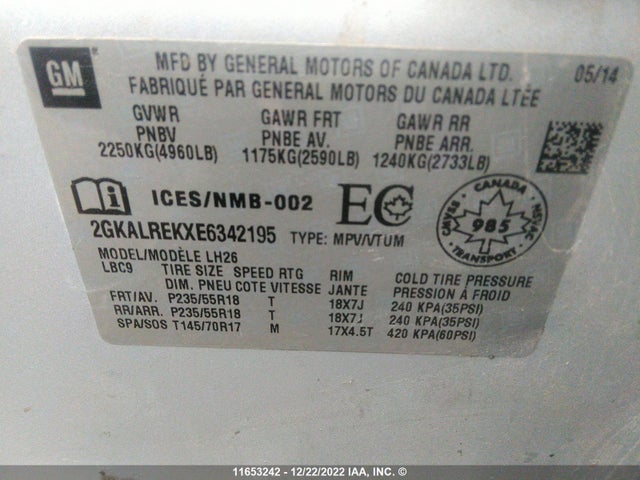 GM
MFD BY GENERAL MOTORS OF CANADA LTD. 05/14
FABRIQUÉ PAR GENERAL MOTORS DU CANADA LTÉE
GVWR GAWR FRT GAWR RR
PNBV PNBE AV. PNBE ARR.
2250KG(4960LB) 1175KG(2590LB) 1240KG(2733LB)
i ICES/NMB-002 EC
CANADA
985
TRANSPORT
2GKALREKXE6342195 TYPE: MPV/VTUM
MODEL/MODÈLE LH26
LBC9 TIRE SIZE SPEED RTG RIM COLD TIRE PRESSURE
DIM. PNEU COTE VITESSE JANTE PRESSION À FROID
FRT/AV. P235/55R18 T 18X7J 240 KPA(35PSI)
RR/ARR. P235/55R18 T 18X7J 240 KPA(35PSI)
SPA/SOS T145/70R17 M 17X4.5T 420 KPA(60PSI)
11653242 - 12/22/2022 IAA, INC. ©